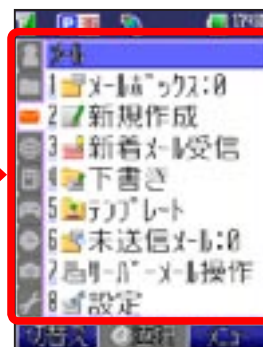 メール
1 メールボックス:0
2 新規作成
3 新着メール受信
4 下書き
5 テンプレート
6 未送信メール:0
7 サーバーメール操作
8 設定